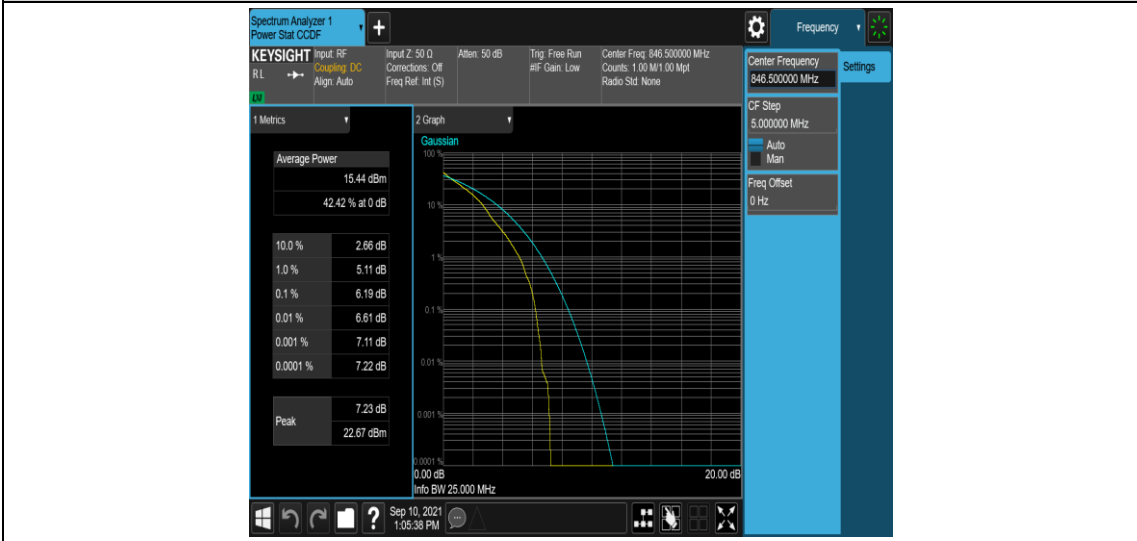 Spectrum Analyzer 1
Power Stat CCDF
+
Frequency
KEYSIGHT
R L
LM
Input: RF
Coupling: DC
Align: Auto
Input Z: 50 Ω
Corrections: Off
Freq Ref: Int (S)
Atten: 50 dB
Trig: Free Run
#IF Gain: Low
Center Freq: 846.500000 MHz
Counts: 1.00 M/1.00 Mpt
Radio Std: None
Center Frequency
846.500000 MHz
Settings
CF Step
5.000000 MHz
Auto
Man
Freq Offset
0 Hz
1 Metrics
Average Power
15.44 dBm
42.42 % at 0 dB
10.0 % 2.66 dB
1.0 % 5.11 dB
0.1 % 6.19 dB
0.01 % 6.61 dB
0.001 % 7.11 dB
0.0001 % 7.22 dB
Peak
7.23 dB
22.67 dBm
2 Graph
Gaussian
100 %
10 %
1 %
0.1 %
0.01 %
0.001 %
0.0001 %
0.00 dB 20.00 dB
Info BW 25.000 MHz
?
Sep 10, 2021
1:05:38 PM